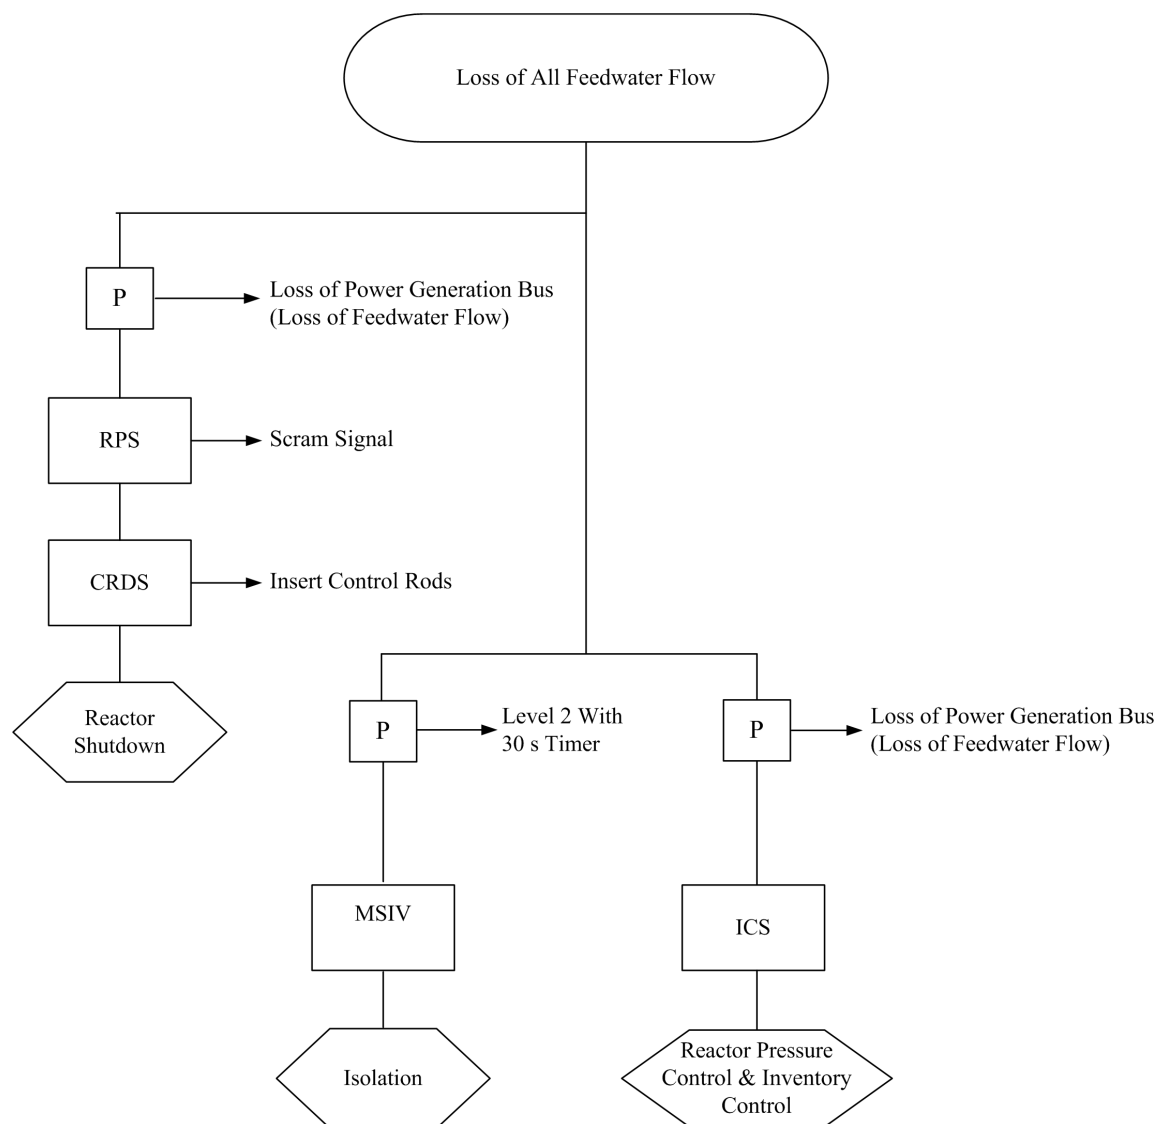 Loss of All Feedwater Flow
P
Loss of Power Generation Bus
(Loss of Feedwater Flow)
RPS
Scram Signal
CRDS
Insert Control Rods
Reactor
Shutdown
P
Level 2 With
30 s Timer
P
Loss of Power Generation Bus
(Loss of Feedwater Flow)
MSIV
ICS
Isolation
Reactor Pressure
Control & Inventory
Control